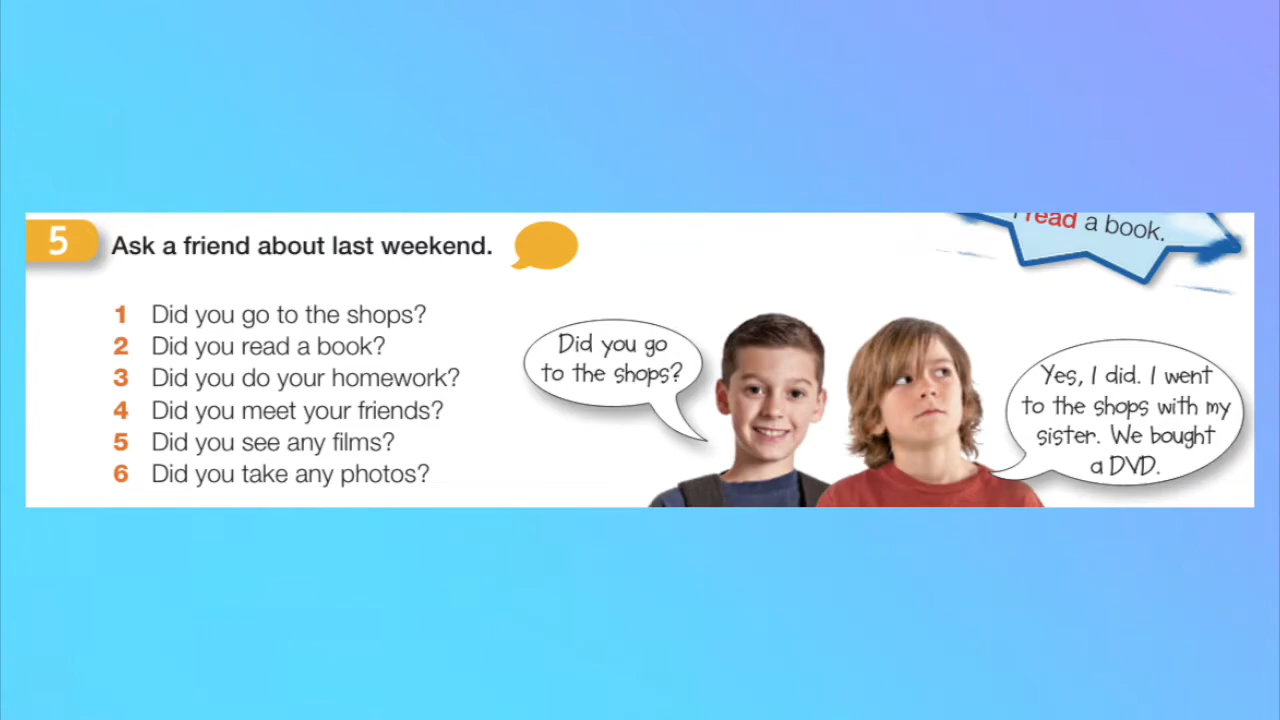 I read a book.
5 Ask a friend about last weekend.
1 Did you go to the shops?
2 Did you read a book?
3 Did you do your homework?
4 Did you meet your friends?
5 Did you see any films?
6 Did you take any photos?
Did you go
to the shops?
Yes, I did. I went
to the shops with my
sister. We bought
a DVD.